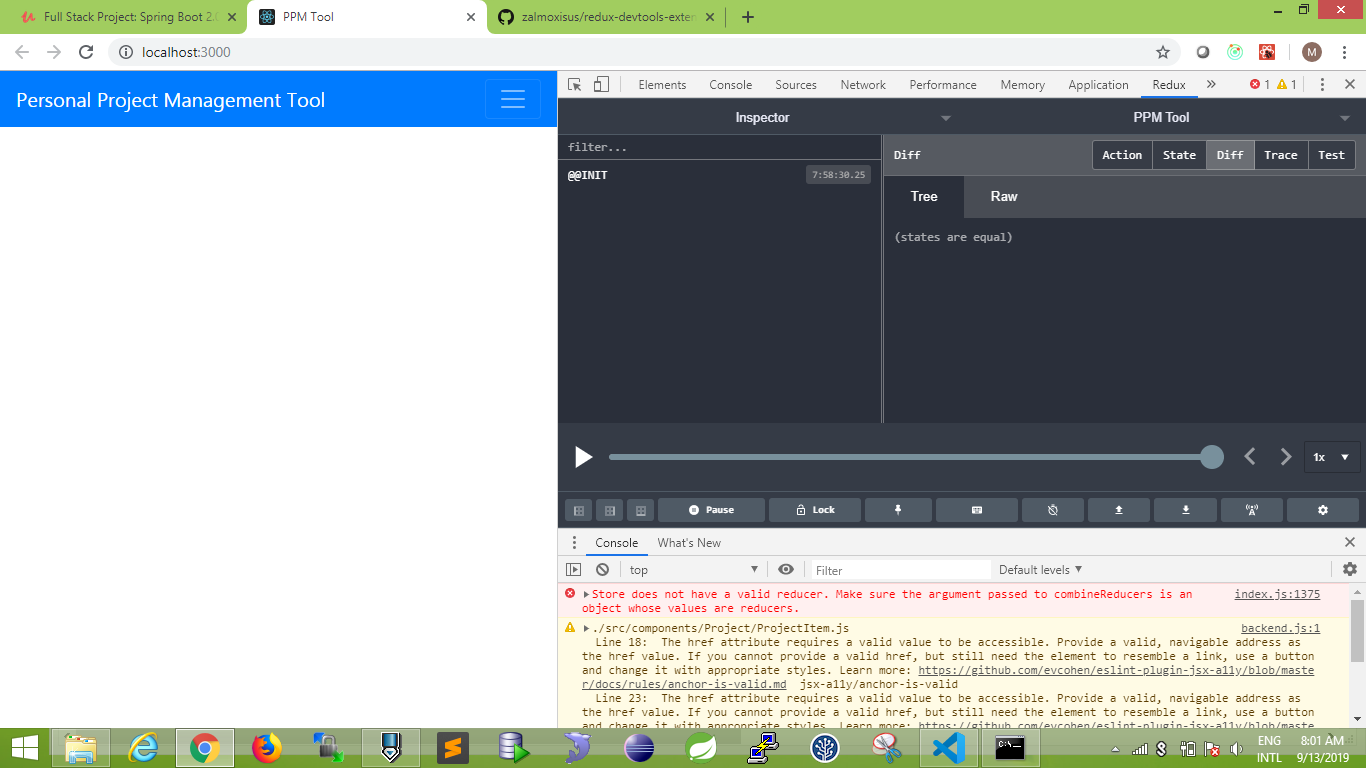 Full Stack Project: Spring Boot 2.0
PPM Tool
zalmoxisus/redux-devtools-exten
localhost:3000
M
Personal Project Management Tool
Elements
Console
Sources
Network
Performance
Memory
Application
Redux
1
1
Inspector
PPM Tool
filter...
@@INIT
7:58:30.25
Diff
Action
State
Diff
Trace
Test
Tree
Raw
(states are equal)
1x
Pause
Lock
Console
What's New
top
Filter
Default levels
Store does not have a valid reducer. Make sure the argument passed to combineReducers is an
object whose values are reducers.
index.js:1375
./src/components/Project/ProjectItem.js
backend.js:1
Line 18: The href attribute requires a valid value to be accessible. Provide a valid, navigable address as
the href value. If you cannot provide a valid href, but still need the element to resemble a link, use a button
and change it with appropriate styles. Learn more: https://github.com/evcohen/eslint-plugin-jsx-a11y/blob/maste
r/docs/rules/anchor-is-valid.md jsx-a11y/anchor-is-valid
Line 23: The href attribute requires a valid value to be accessible. Provide a valid, navigable address as
the href value. If you cannot provide a valid href, but still need the element to resemble a link, use a button
and change it with appropriate styles. Learn more: https://github.com/evcohen/eslint-plugin-jsx-a11y/blob/maste
ENG
INTL
8:01 AM
9/13/2019